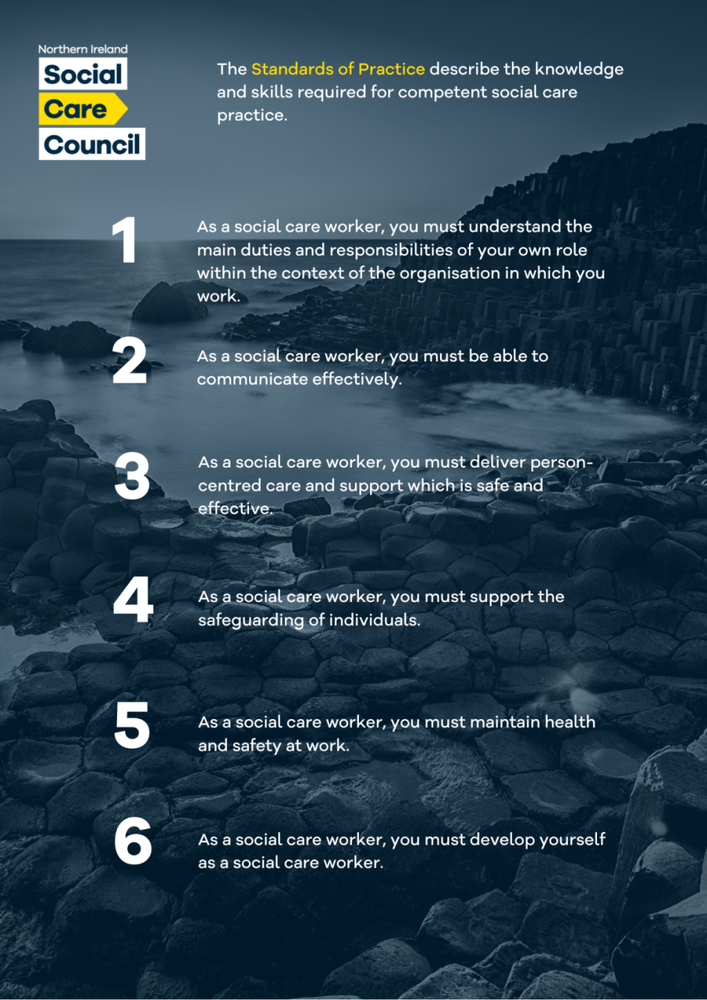 Northern Ireland
Social
Care
Council
The Standards of Practice describe the knowledge
and skills required for competent social care
practice.
1
As a social care worker, you must understand the
main duties and responsibilities of your own role
within the context of the organisation in which you
work.
2
As a social care worker, you must be able to
communicate effectively.
3
As a social care worker, you must deliver person-
centred care and support which is safe and
effective.
4
As a social care worker, you must support the
safeguarding of individuals.
5
As a social care worker, you must maintain health
and safety at work.
6
As a social care worker, you must develop yourself
as a social care worker.